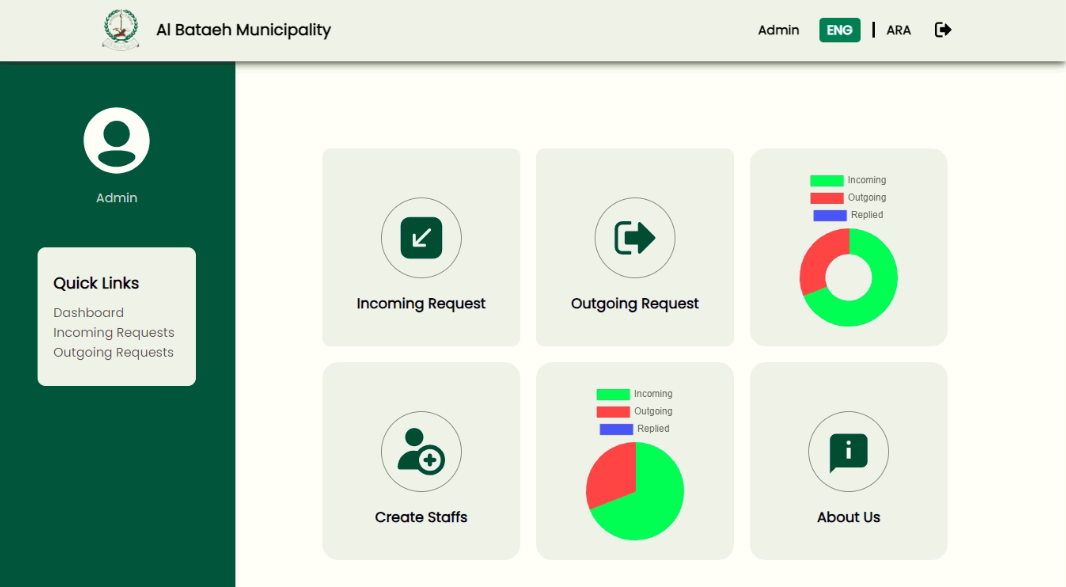 Al Bataeh Municipality
Admin
ENG
ARA
Admin
Quick Links
Dashboard
Incoming Requests
Outgoing Requests
Incoming Request
Outgoing Request
Incoming
Outgoing
Replied
Create Staffs
Incoming
Outgoing
Replied
About Us